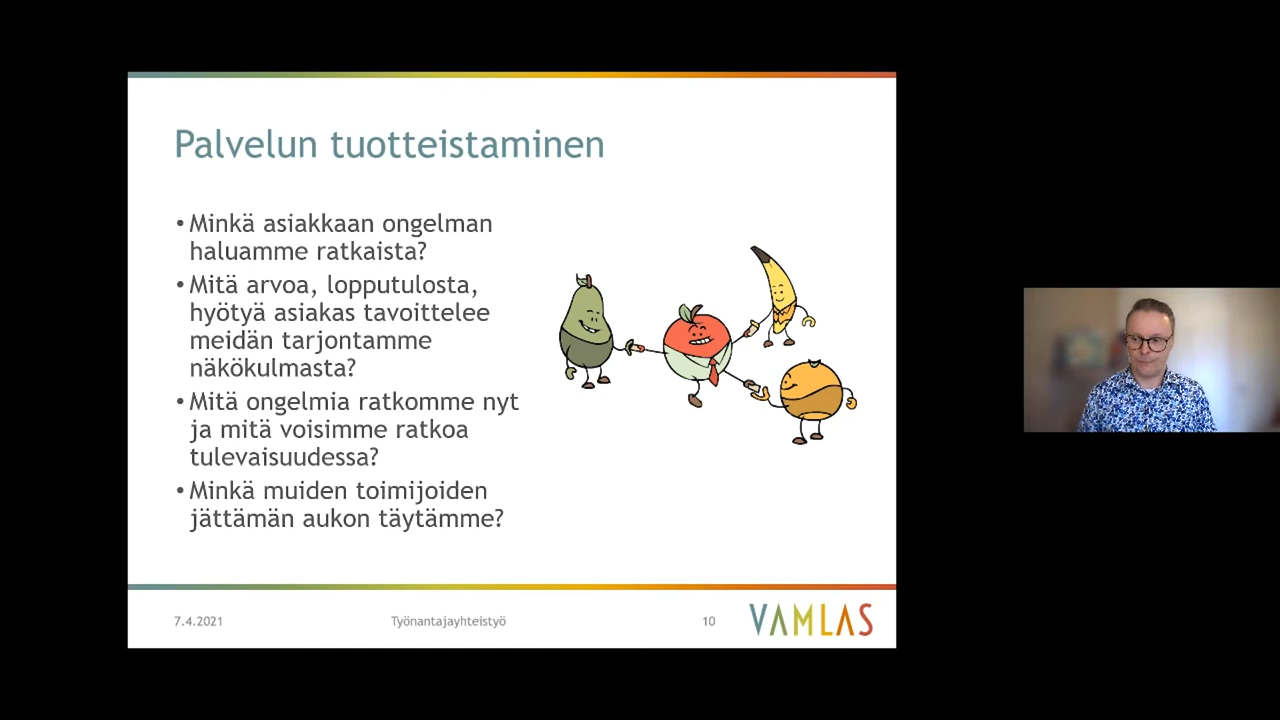 Palvelun tuotteistaminen
• Minkä asiakkaan ongelman
haluamme ratkaista?
• Mitä arvoa, lopputulosta,
hyötyä asiakas tavoittelee
meidän tarjontamme
näkökulmasta?
• Mitä ongelmia ratkomme nyt
ja mitä voisimme ratkoa
tulevaisuudessa?
• Minkä muiden toimijoiden
jättämän aukon täytämme?
7.4.2021
Työnantajayhteistyö
10
VAMLAS